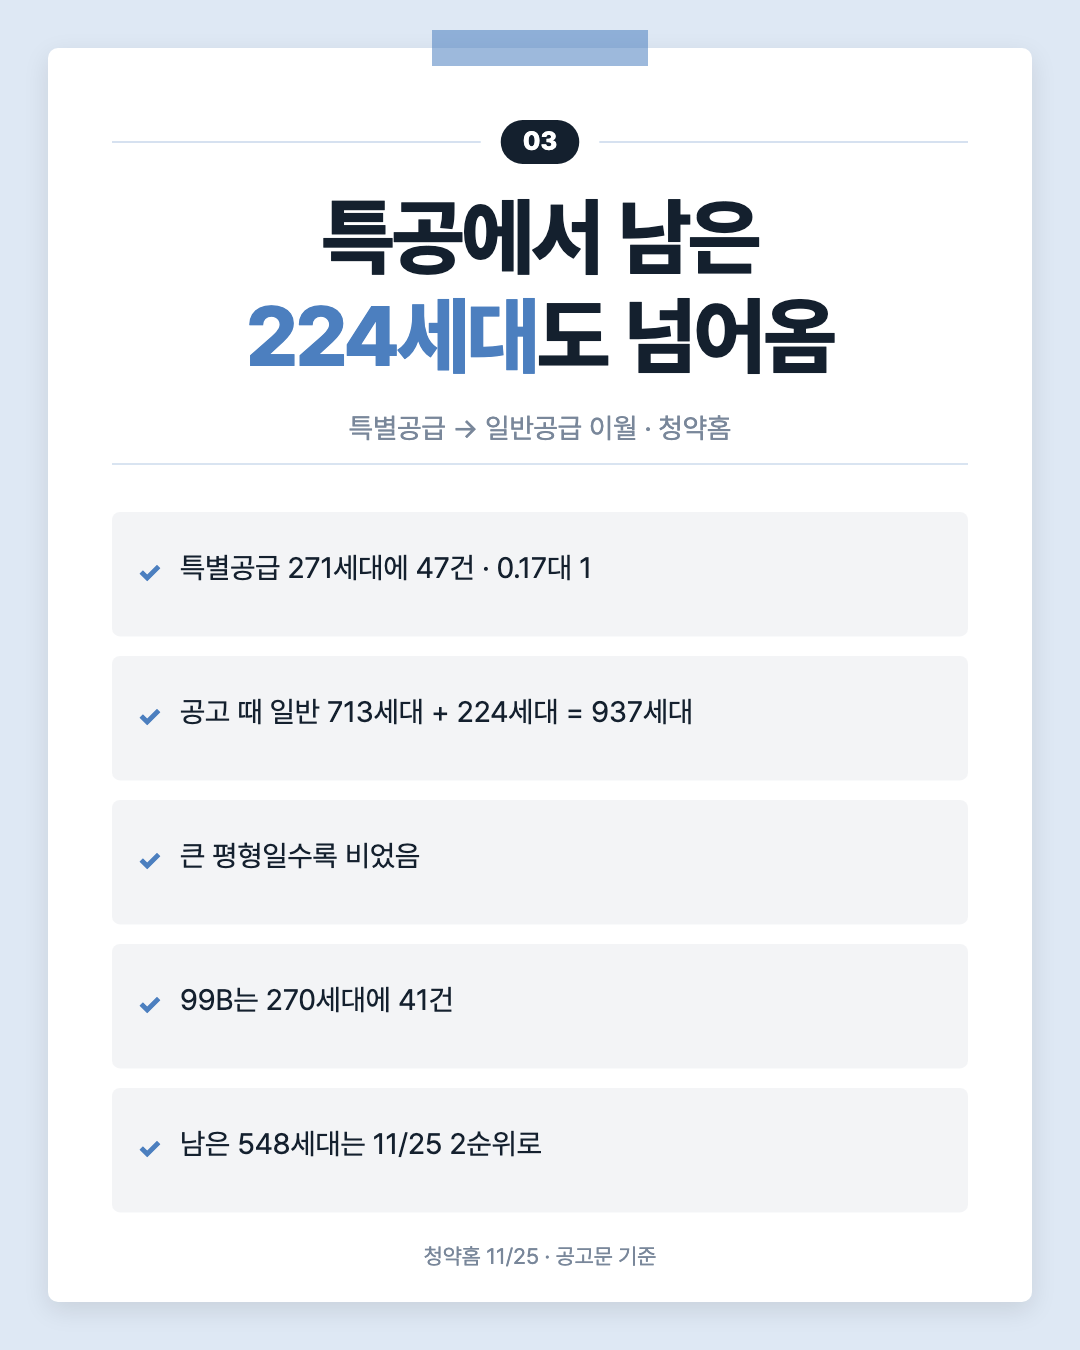 03
특공에서 남은
224세대도 넘어옴
특별공급 → 일반공급 이월 · 청약홈
특별공급 271세대에 47건 · 0.17대 1
공고 때 일반 713세대 + 224세대 = 937세대
큰 평형일수록 비었음
99B는 270세대에 41건
남은 548세대는 11/25 2순위로
청약홈 11/25 · 공고문 기준